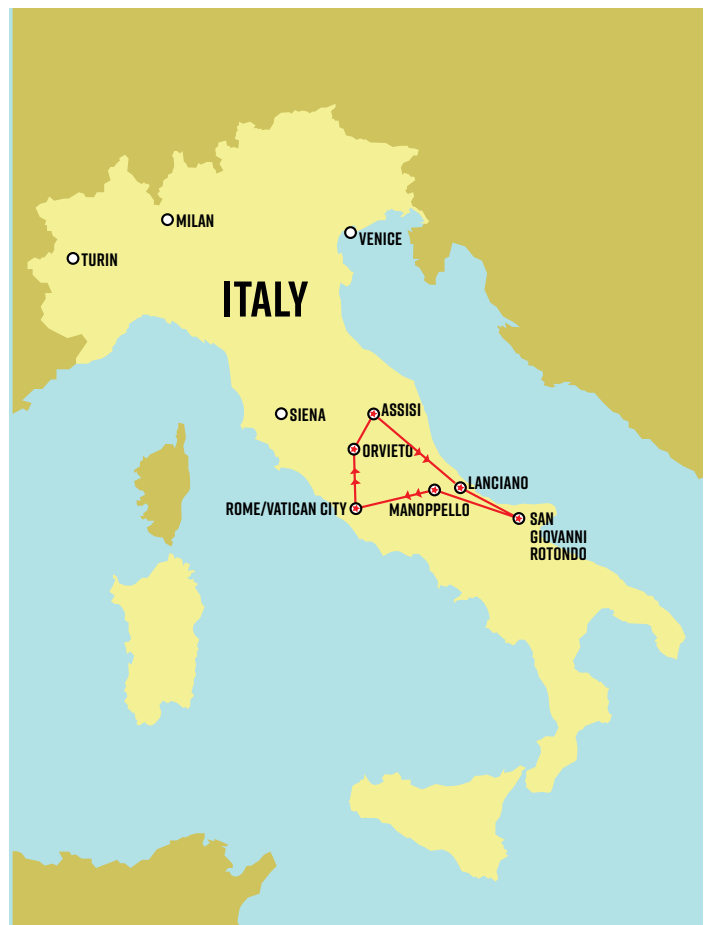 MILAN
VENICE
TURIN
ITALY
ASSISI
SIENA
ORVIETO
LANCIANO
ROME/VATICAN CITY
MANOPPELLO
SAN
GIOVANNI
ROTONDO